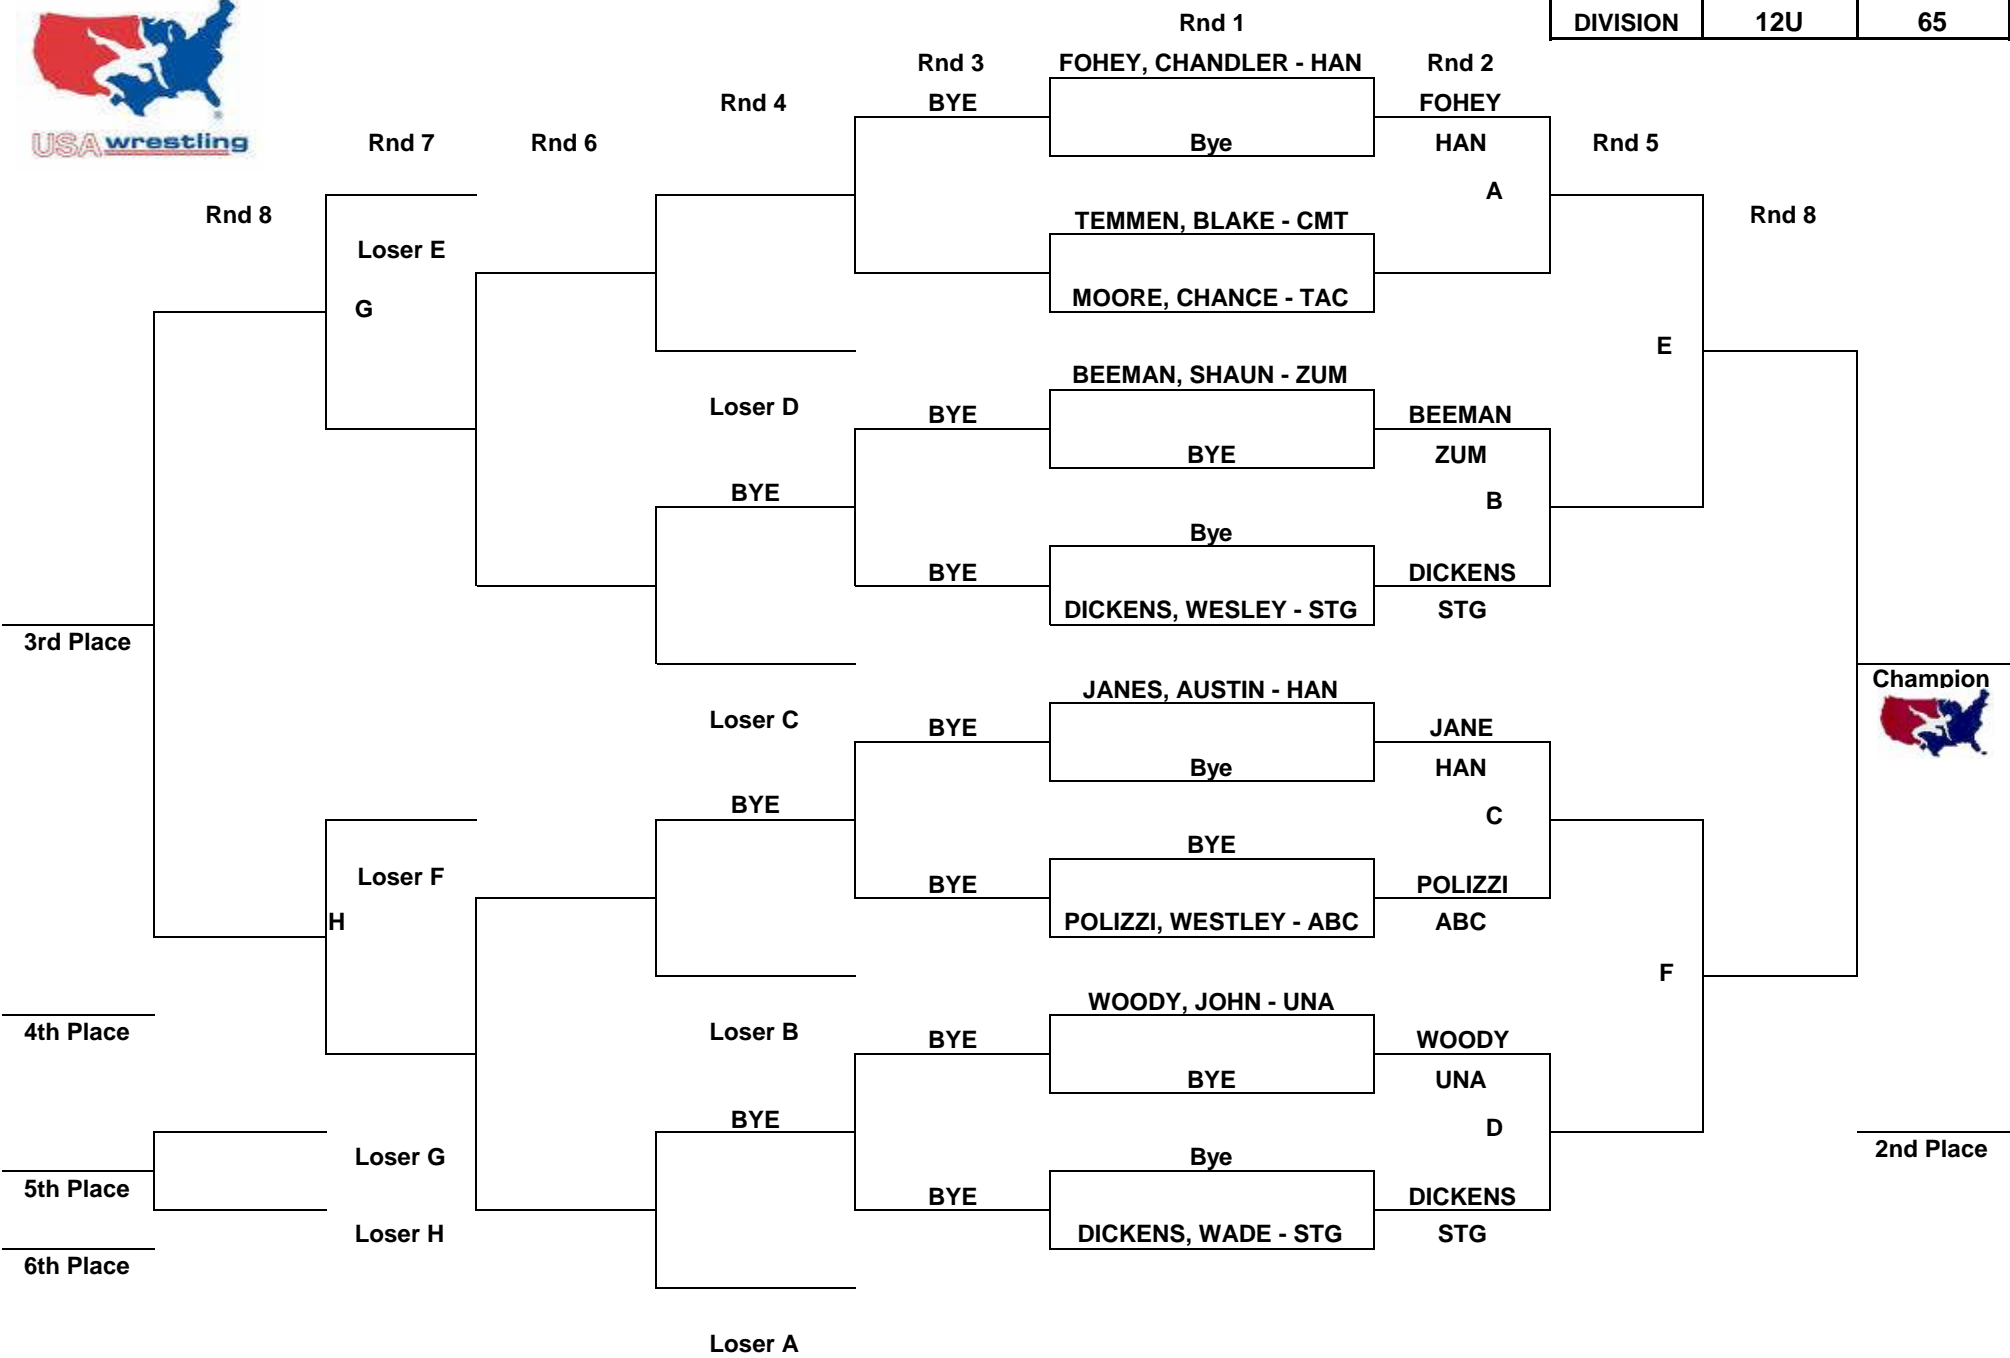 Rnd 1
DIVISION 12U 65
Rnd 3 FOHEY, CHANDLER - HAN Rnd 2
Rnd 4 BYE FOHEY
USA wrestling Rnd 7 Rnd 6 Bye HAN Rnd 5
A
Rnd 8 TEMMEN, BLAKE - CMT Rnd 8
Loser E
G MOORE, CHANCE - TAC
E
BEEMAN, SHAUN - ZUM
Loser D BYE BEEMAN
BYE ZUM
BYE B
Bye
BYE DICKENS
DICKENS, WESLEY - STG STG
3rd Place
JANES, AUSTIN - HAN Champion
Loser C BYE JANE
Bye HAN
BYE C
BYE
Loser F BYE POLIZZI
H POLIZZI, WESTLEY - ABC ABC
F
WOODY, JOHN - UNA
4th Place Loser B BYE WOODY
BYE UNA
BYE D
Loser G Bye 2nd Place
5th Place BYE DICKENS
Loser H DICKENS, WADE - STG STG
6th Place
Loser A